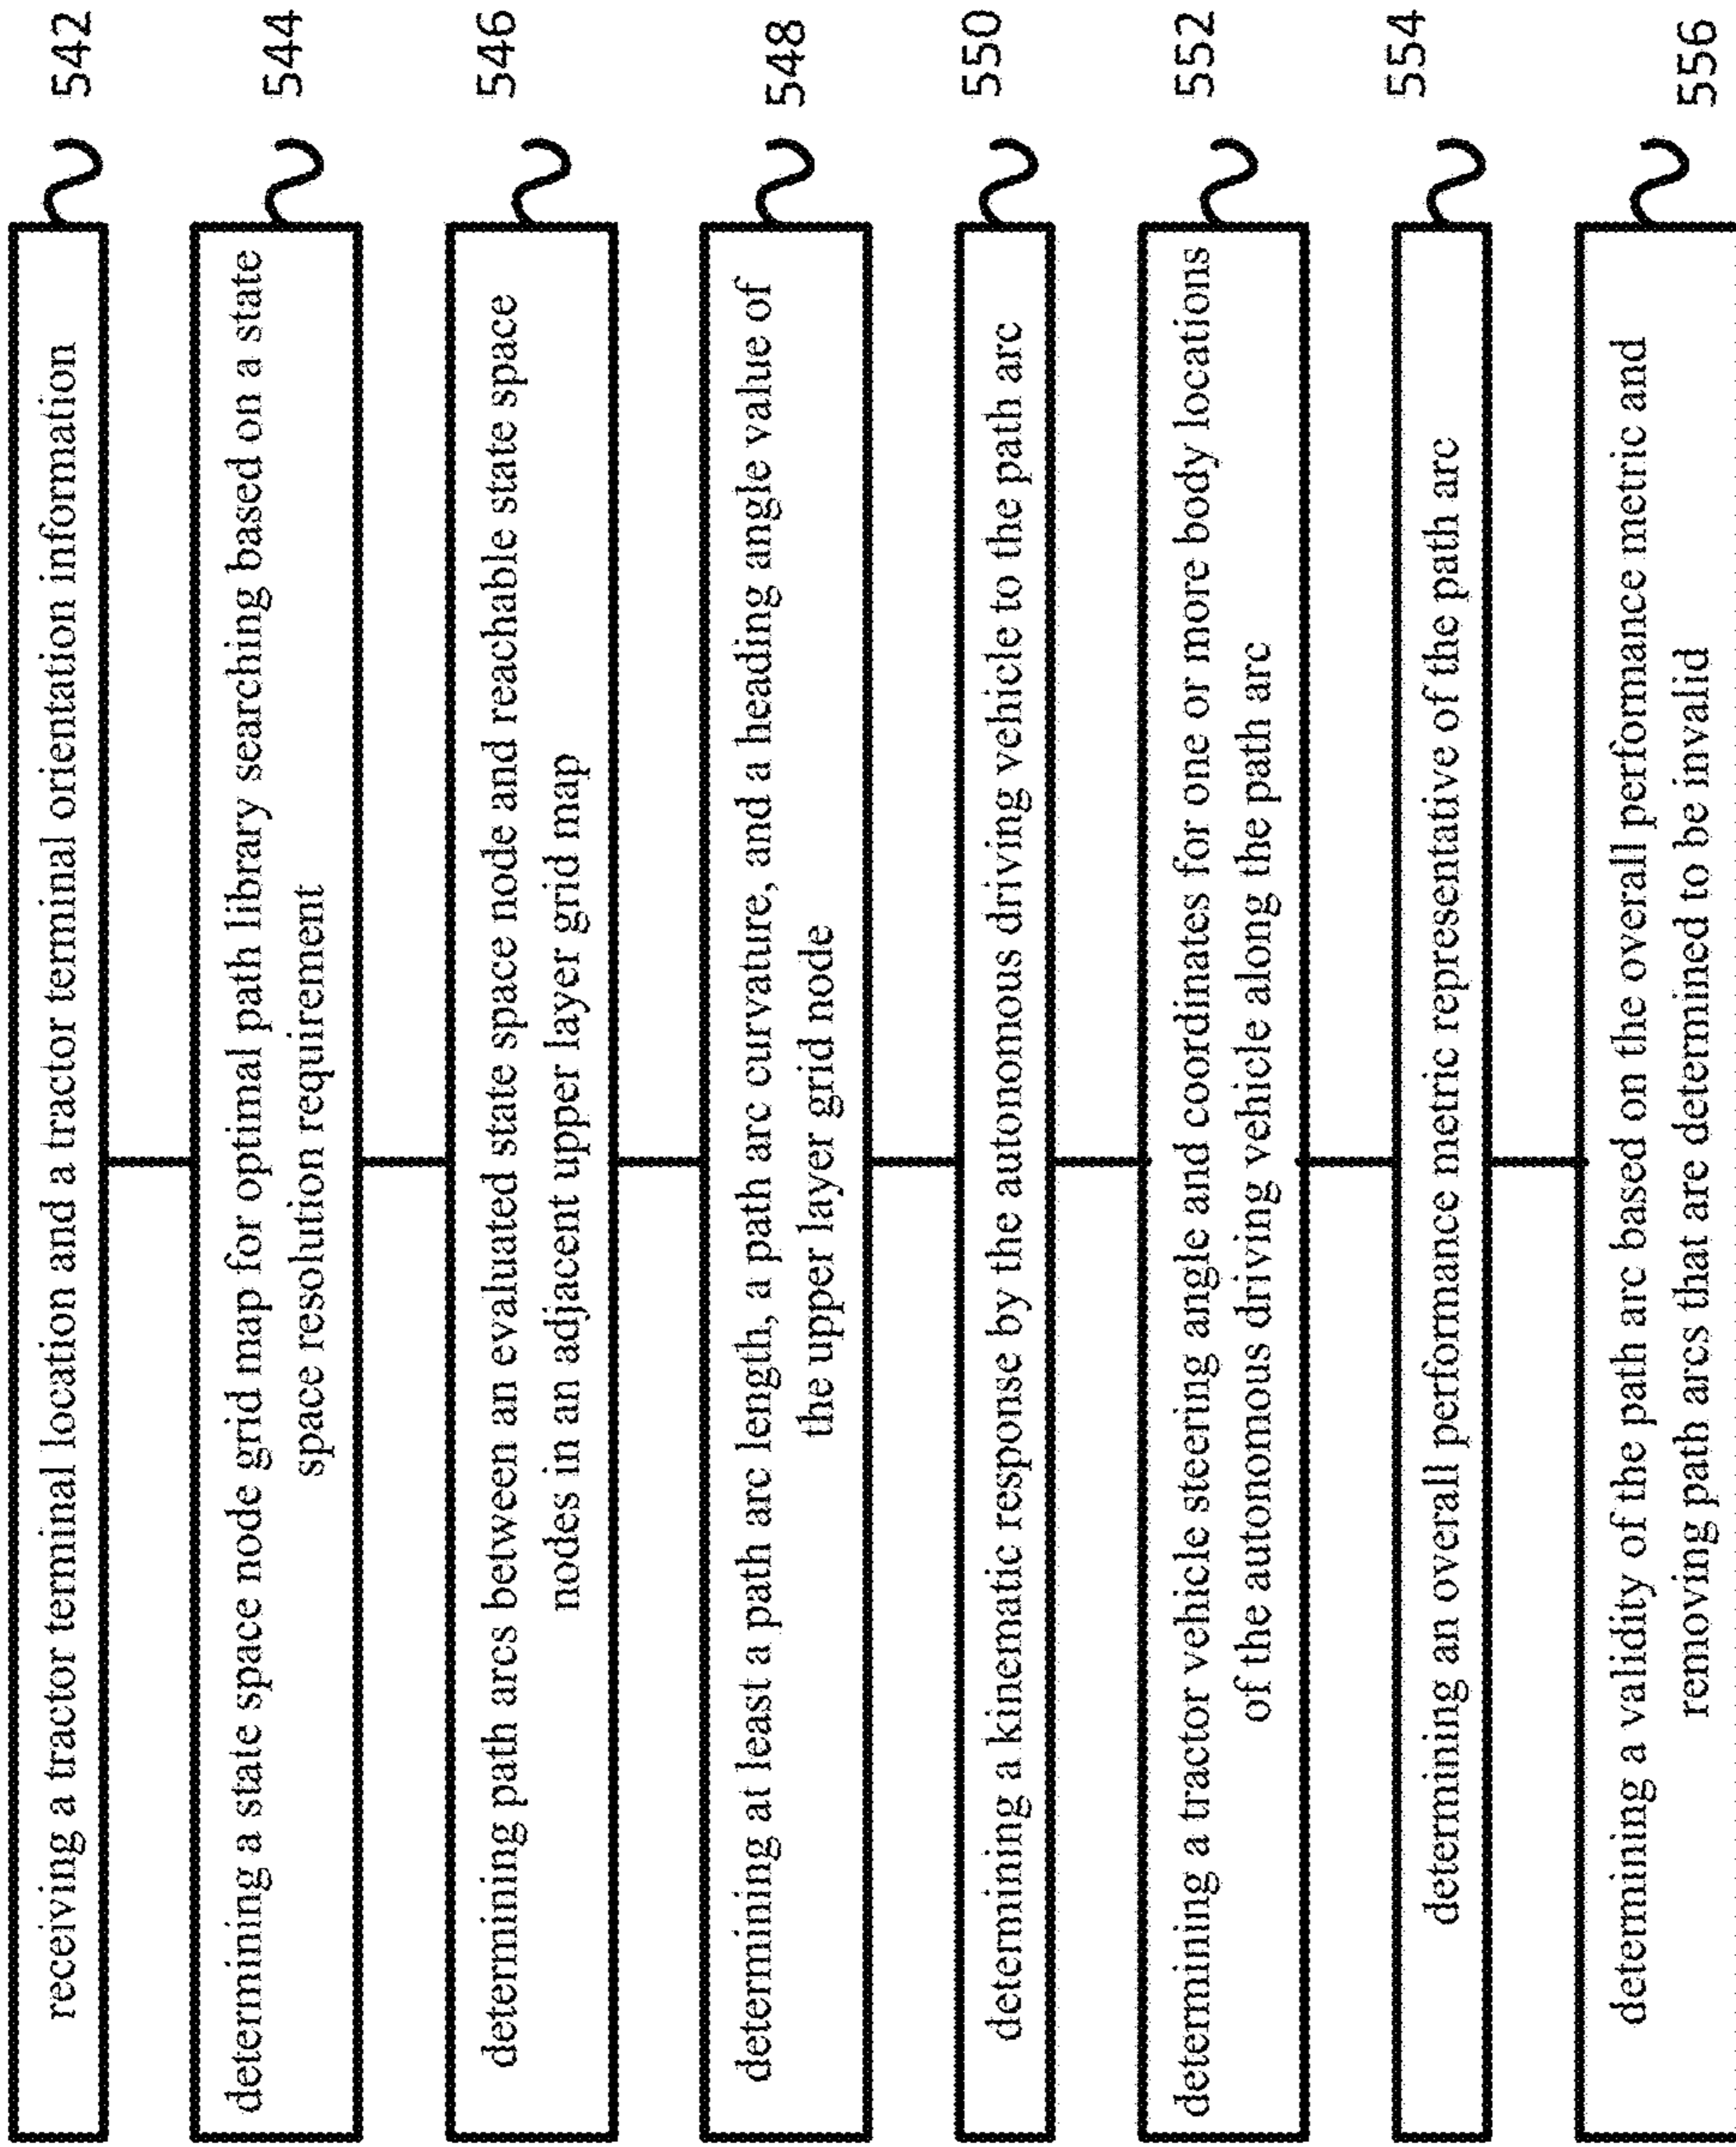 receiving a tractor terminal location and a tractor terminal orientation information
542
determining a state space node grid map for optimal path library searching based on a state
space resolution requirement
544
determining path arcs between an evaluated state space node and reachable state space
nodes in an adjacent upper layer grid map
546
determining at least a path arc length, a path arc curvature, and a heading angle value of
the upper layer grid node
548
determining a kinematic response by the autonomous driving vehicle to the path arc
550
determining a tractor vehicle steering angle and coordinates for one or more body locations
of the autonomous driving vehicle along the path arc
552
determining an overall performance metric representative of the path arc
554
determining a validity of the path arc based on the overall performance metric and
removing path arcs that are determined to be invalid
556